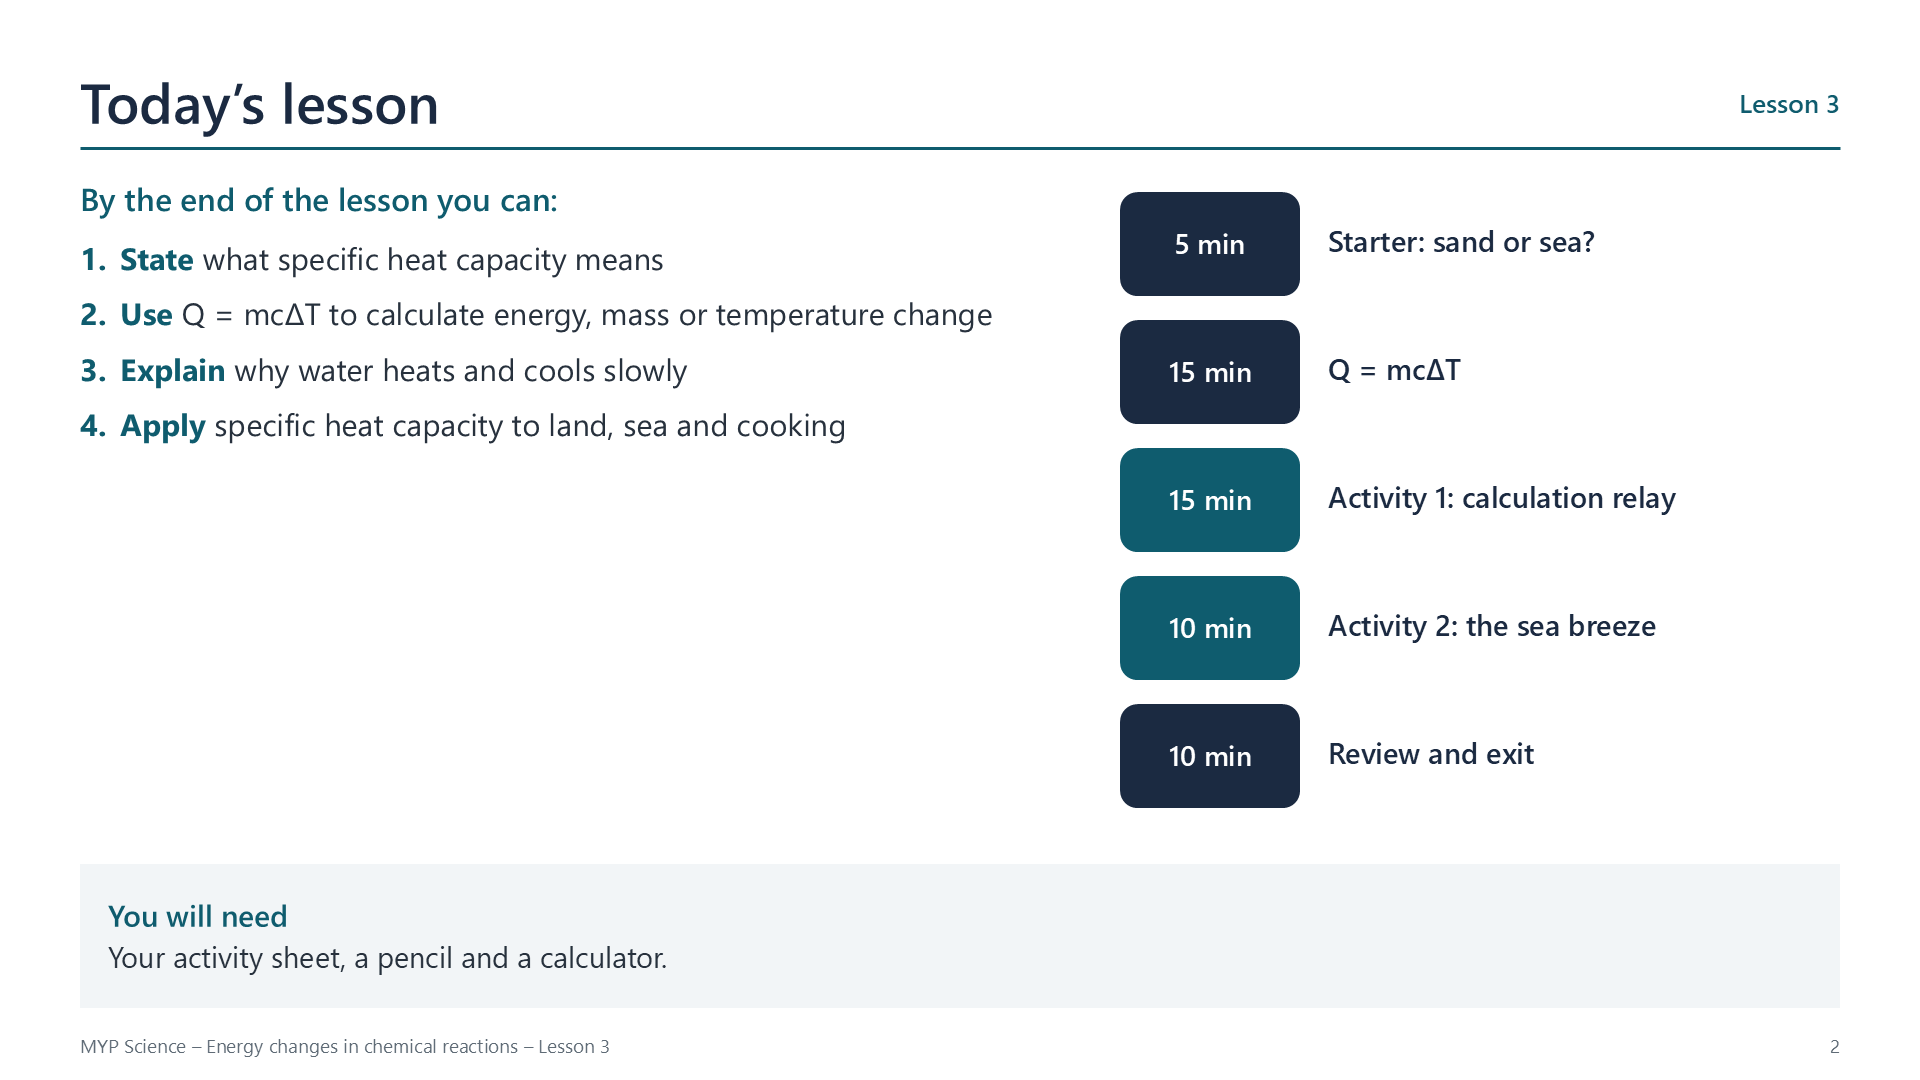 Today’s lesson
Lesson 3
By the end of the lesson you can:
1. State what specific heat capacity means
2. Use Q = mcΔT to calculate energy, mass or temperature change
3. Explain why water heats and cools slowly
4. Apply specific heat capacity to land, sea and cooking
5 min
Starter: sand or sea?
15 min
Q = mcΔT
15 min
Activity 1: calculation relay
10 min
Activity 2: the sea breeze
10 min
Review and exit
You will need
Your activity sheet, a pencil and a calculator.
MYP Science – Energy changes in chemical reactions – Lesson 3
2